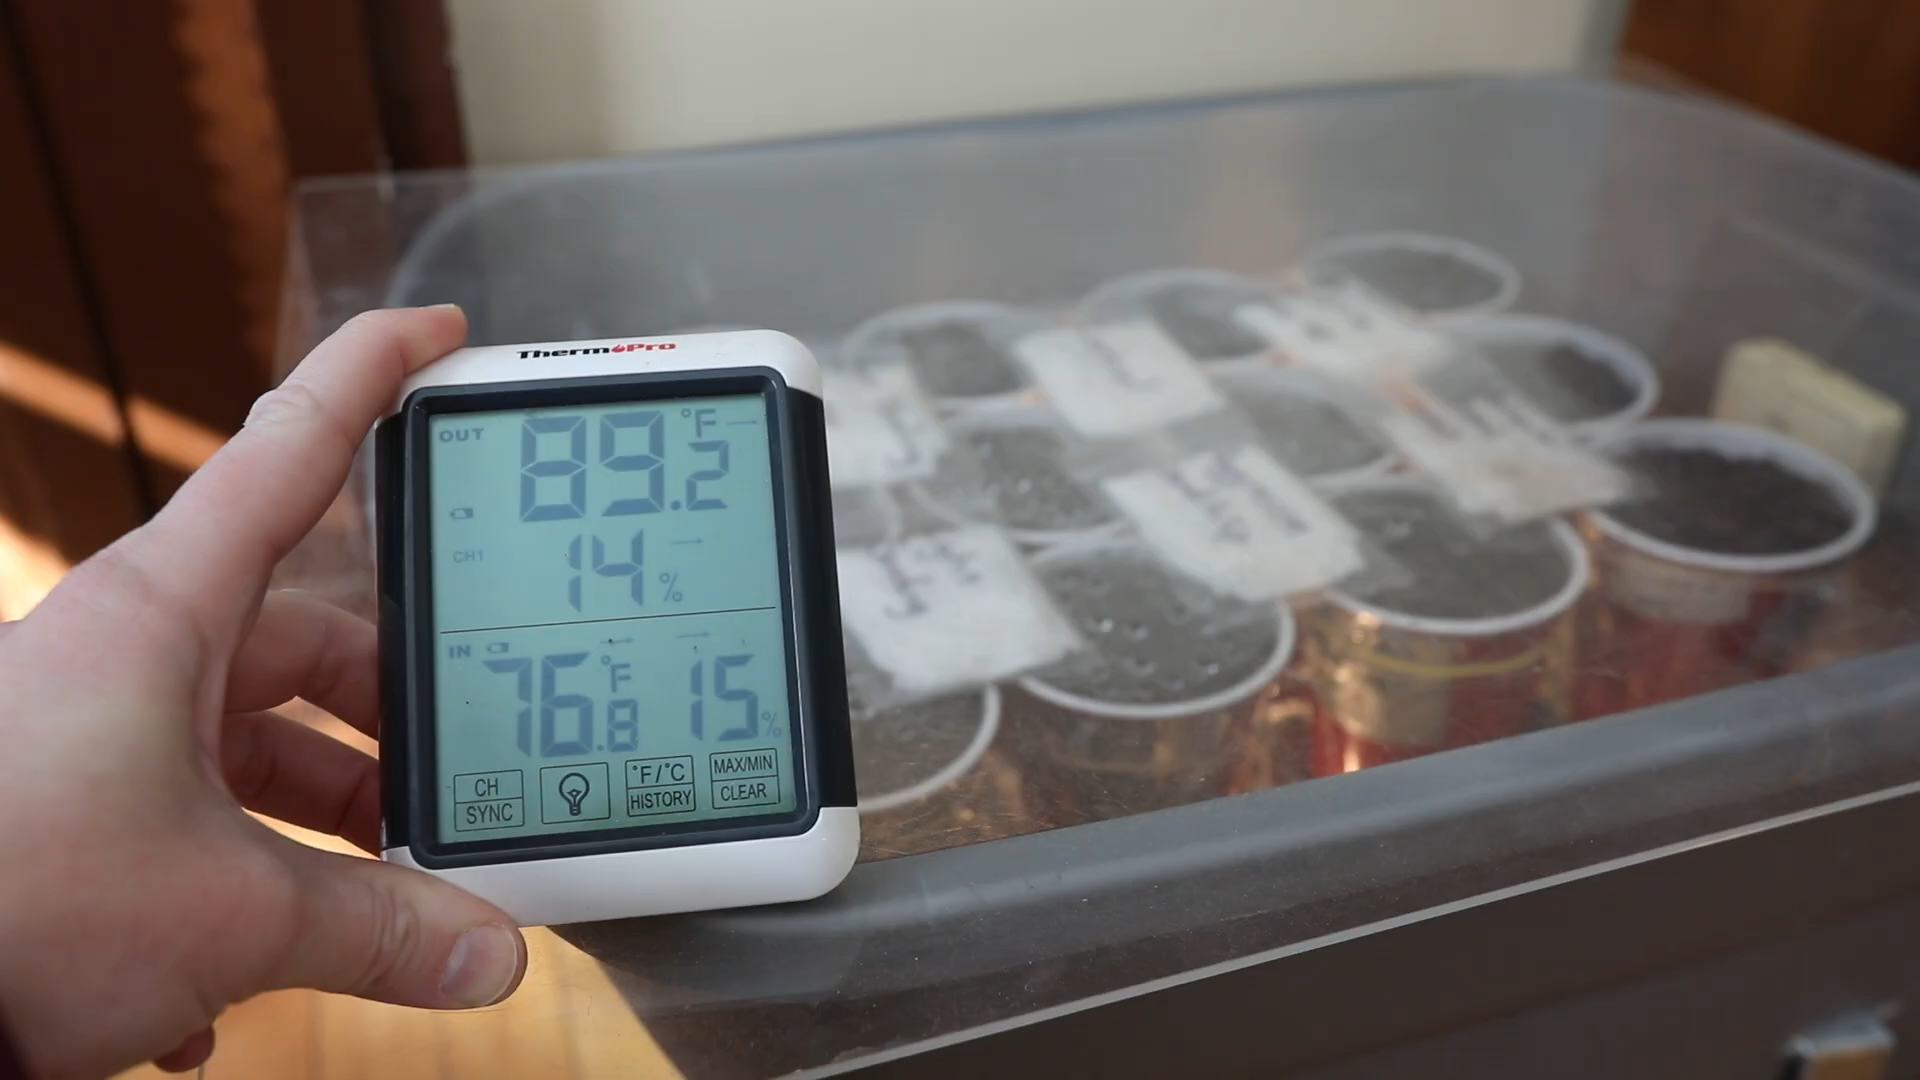 ThermoPro
OUT 89.2 °F
CH1 14 %
IN 76.8 °F 15 %
CH °F/°C MAX/MIN
SYNC HISTORY CLEAR